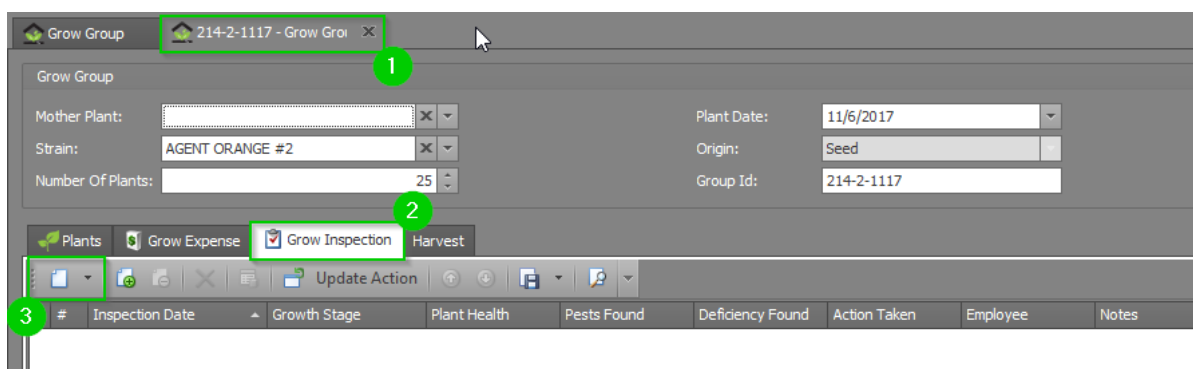 Grow Group 214-2-1117 - Grow Gro
1
Grow Group
Mother Plant: Plant Date: 11/6/2017
Strain: AGENT ORANGE #2 Origin: Seed
Number Of Plants: 25 Group Id: 214-2-1117
2
Plants Grow Expense Grow Inspection Harvest
Update Action
3 # Inspection Date Growth Stage Plant Health Pests Found Deficiency Found Action Taken Employee Notes